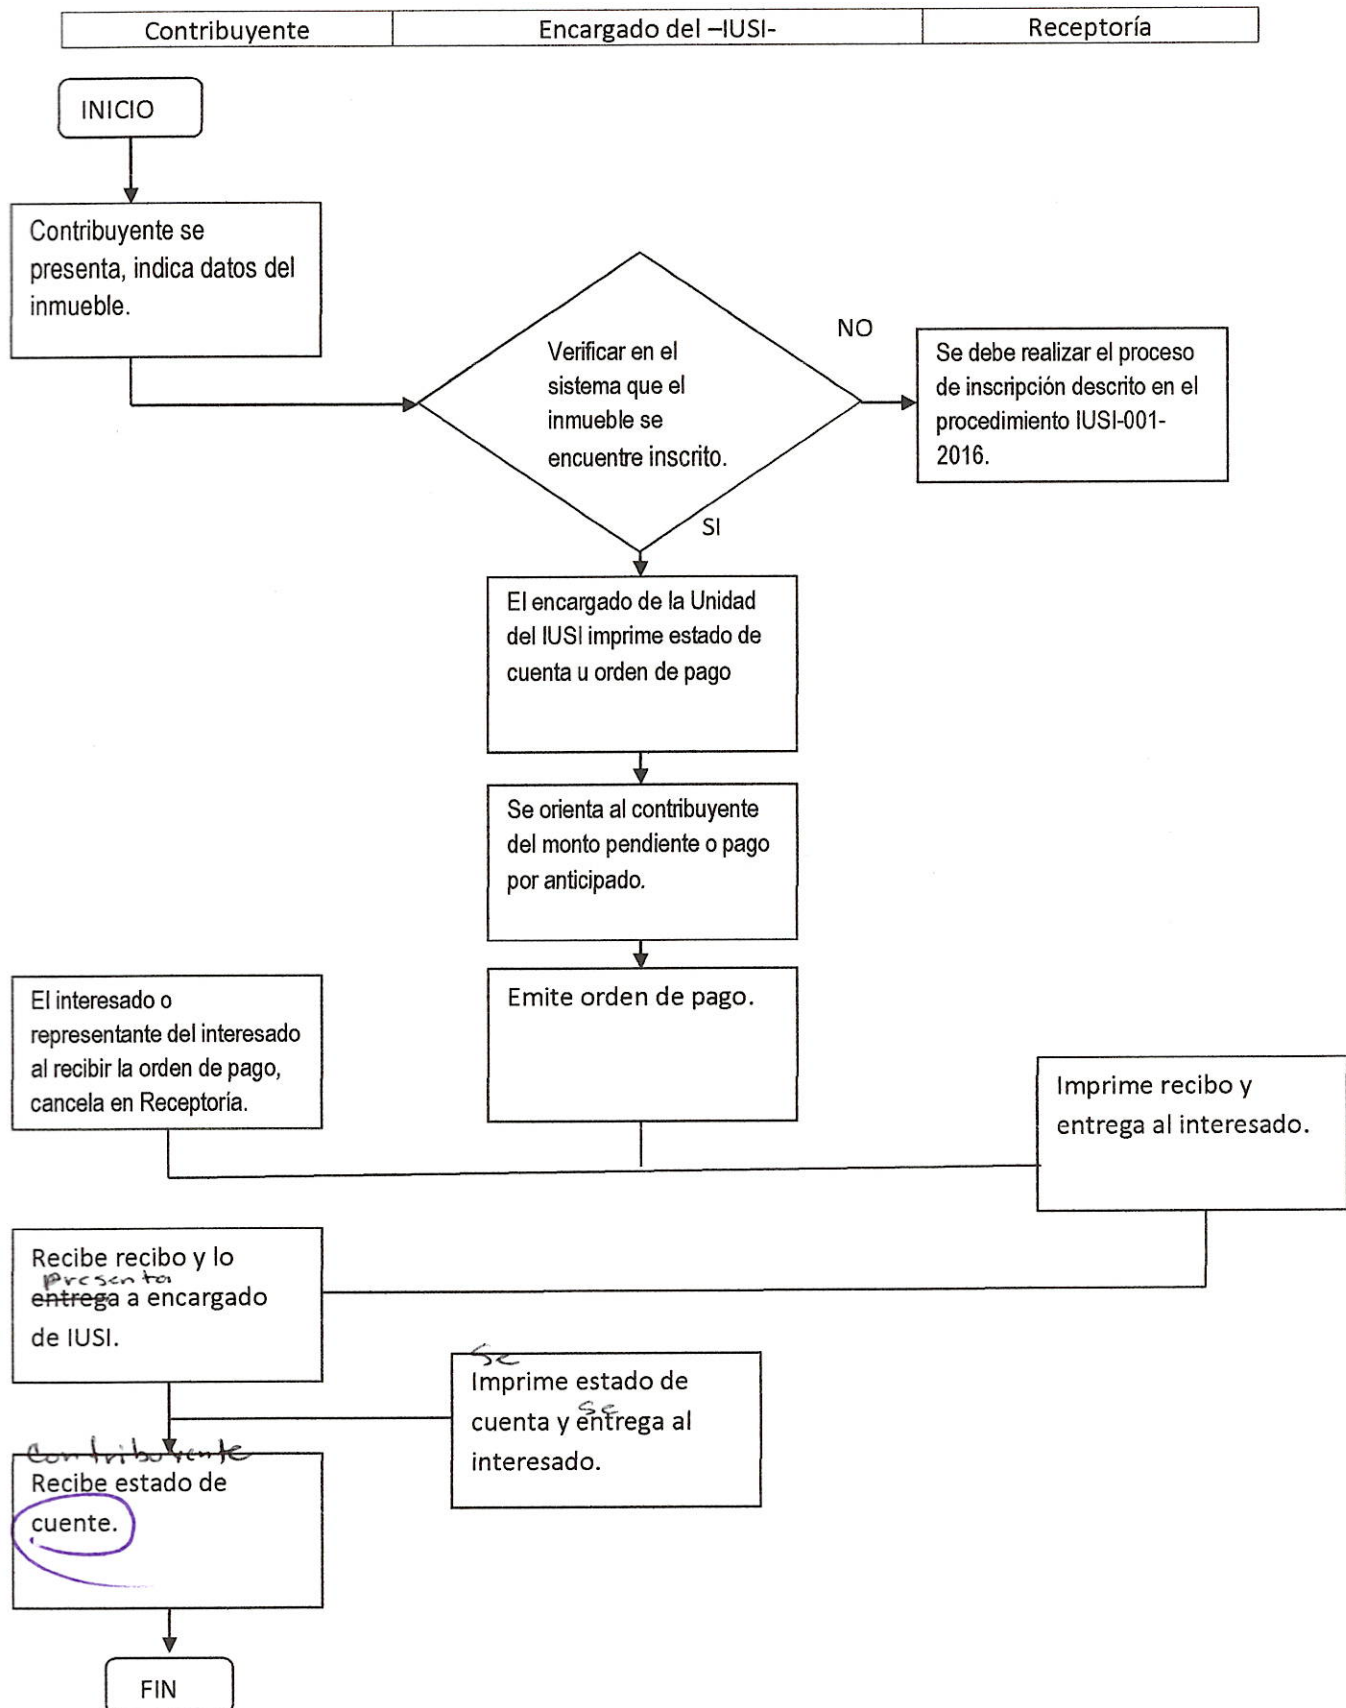 Contribuyente Encargado del –IUSI- Receptoría
INICIO
Contribuyente se
presenta, indica datos del
inmueble.
Verificar en el
sistema que el
inmueble se
encuentre inscrito.
NO
Se debe realizar el proceso
de inscripción descrito en el
procedimiento IUSI-001-
2016.
SI
El encargado de la Unidad
del IUSI imprime estado de
cuenta u orden de pago
Se orienta al contribuyente
del monto pendiente o pago
por anticipado.
Emite orden de pago.
El interesado o
representante del interesado
al recibir la orden de pago,
cancela en Receptoría.
Imprime recibo y
entrega al interesado.
Recibe recibo y lo
presenta
entrega a encargado
de IUSI.
Se
Imprime estado de
se
cuenta y entrega al
interesado.
Contribuyente
Recibe estado de
cuente.
FIN